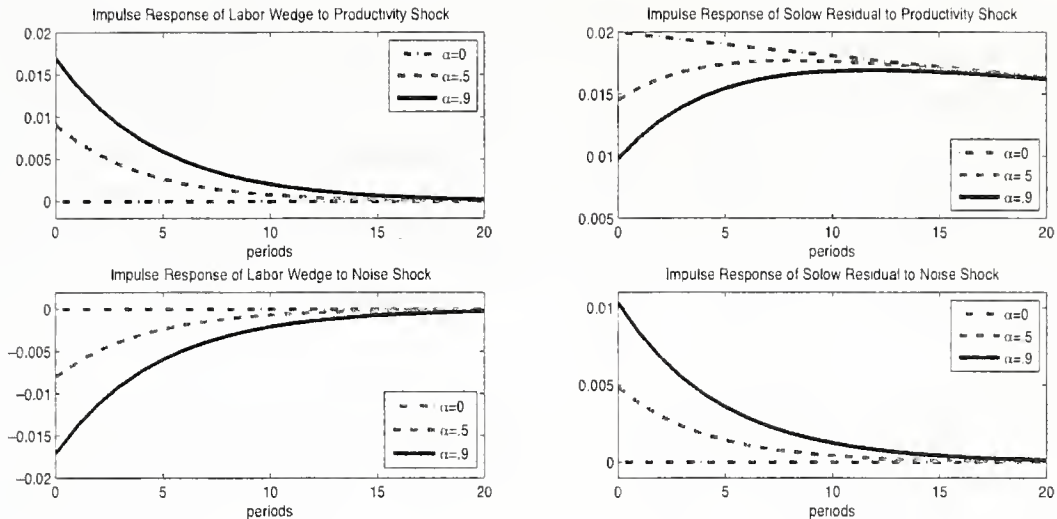 Impulse Response of Labor Wedge to Productivity Shock
0.02
0.015
0.01
0.005
0
α=0
α=.5
α=.9
0 5 10 15 20
periods
Impulse Response of Solow Residual to Productivity Shock
0.02
0.015
0.01
0.005
α=0
α=.5
α=.9
0 5 10 15 20
periods
Impulse Response of Labor Wedge to Noise Shock
0
−0.005
−0.01
−0.015
−0.02
α=0
α=.5
α=.9
0 5 10 15 20
periods
Impulse Response of Solow Residual to Noise Shock
0.01
0.005
0
α=0
α=.5
α=.9
0 5 10 15 20
periods